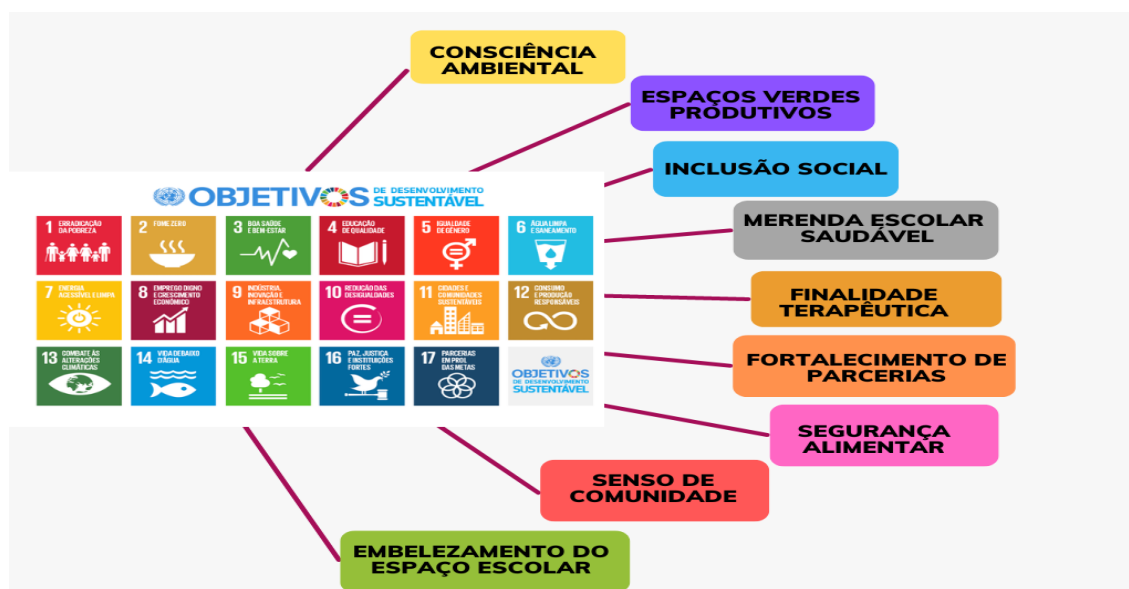 CONSCIÊNCIA
AMBIENTAL
ESPAÇOS VERDES
PRODUTIVOS
INCLUSÃO SOCIAL
MERENDA ESCOLAR
SAUDÁVEL
FINALIDADE
TERAPÊUTICA
FORTALECIMENTO DE
PARCERIAS
SEGURANÇA
ALIMENTAR
SENSO DE
COMUNIDADE
EMBELEZAMENTO DO
ESPAÇO ESCOLAR
OBJETIVOS
DE DESENVOLVIMENTO
SUSTENTÁVEL
1 ERRADICAÇÃO
DA POBREZA
2 FOME ZERO
3 BOA SAÚDE
E BEM-ESTAR
4 EDUCAÇÃO
DE QUALIDADE
5 IGUALDADE
DE GÊNERO
6 ÁGUA LIMPA
E SANEAMENTO
7 ENERGIA
ACESSÍVEL E LIMPA
8 EMPREGO DIGNO
E CRESCIMENTO
ECONÔMICO
9 INDÚSTRIA,
INOVAÇÃO E
INFRAESTRUTURA
10 REDUÇÃO DAS
DESIGUALDADES
11 CIDADES E
COMUNIDADES
SUSTENTÁVEIS
12 CONSUMO
E PRODUÇÃO
RESPONSÁVEIS
13 COMBATE ÀS
ALTERAÇÕES
CLIMÁTICAS
14 VIDA DEBAIXO
D'ÁGUA
15 VIDA SOBRE
A TERRA
16 PAZ, JUSTIÇA
E INSTITUIÇÕES
FORTES
17 PARCERIAS
EM PROL
DAS METAS
OBJETIVOS
DE DESENVOLVIMENTO
SUSTENTÁVEL